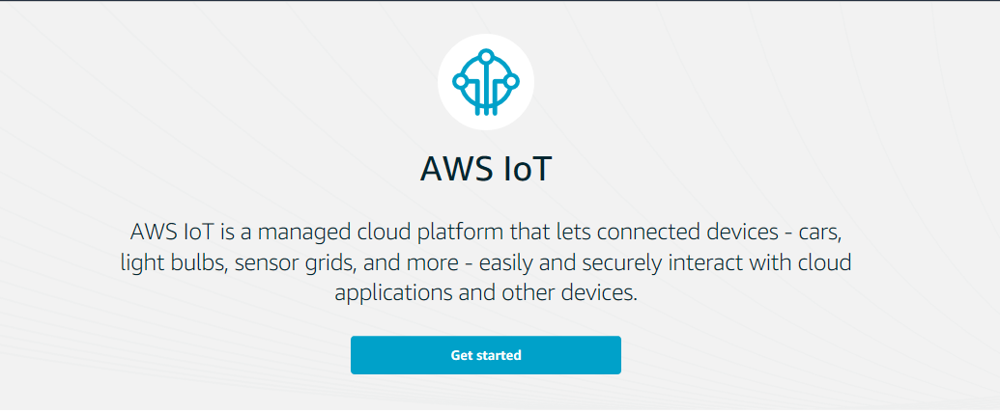 AWS IoT
AWS IoT is a managed cloud platform that lets connected devices - cars,
light bulbs, sensor grids, and more - easily and securely interact with cloud
applications and other devices.
Get started